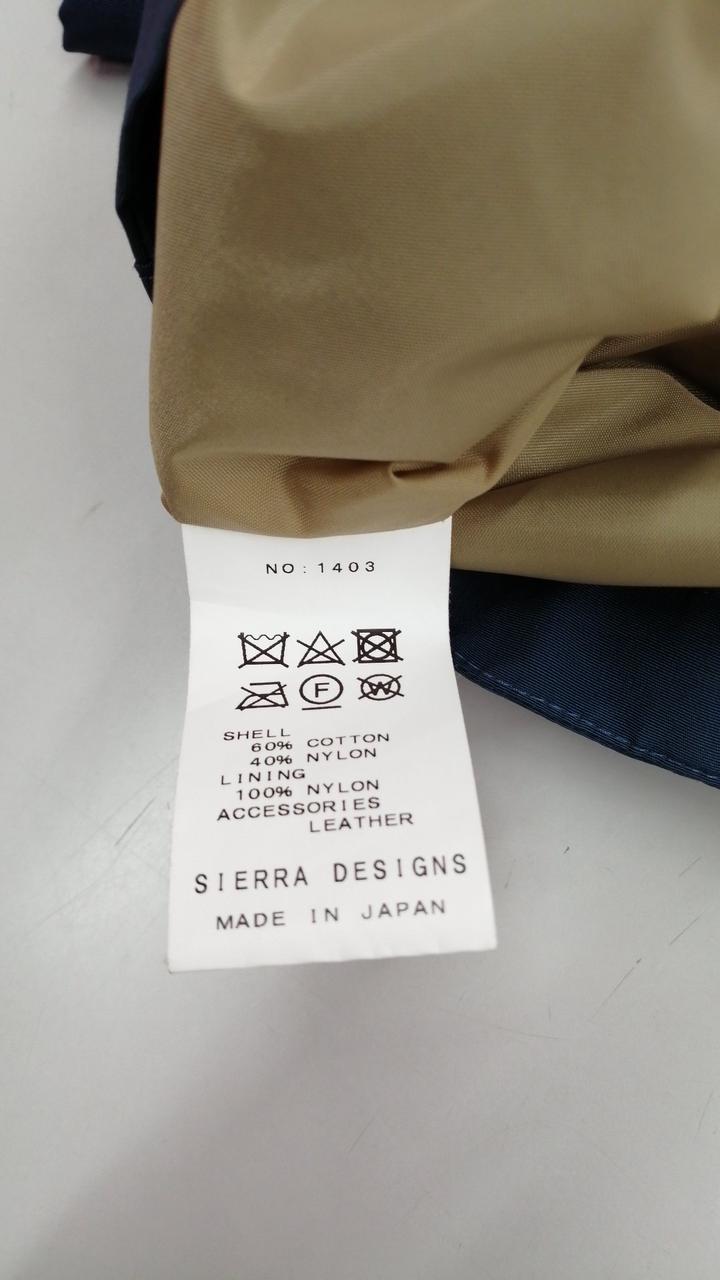 NO:1403
F W
SHELL
60% COTTON
40% NYLON
LINING
100% NYLON
ACCESSORIES
LEATHER
SIERRA DESIGNS
MADE IN JAPAN